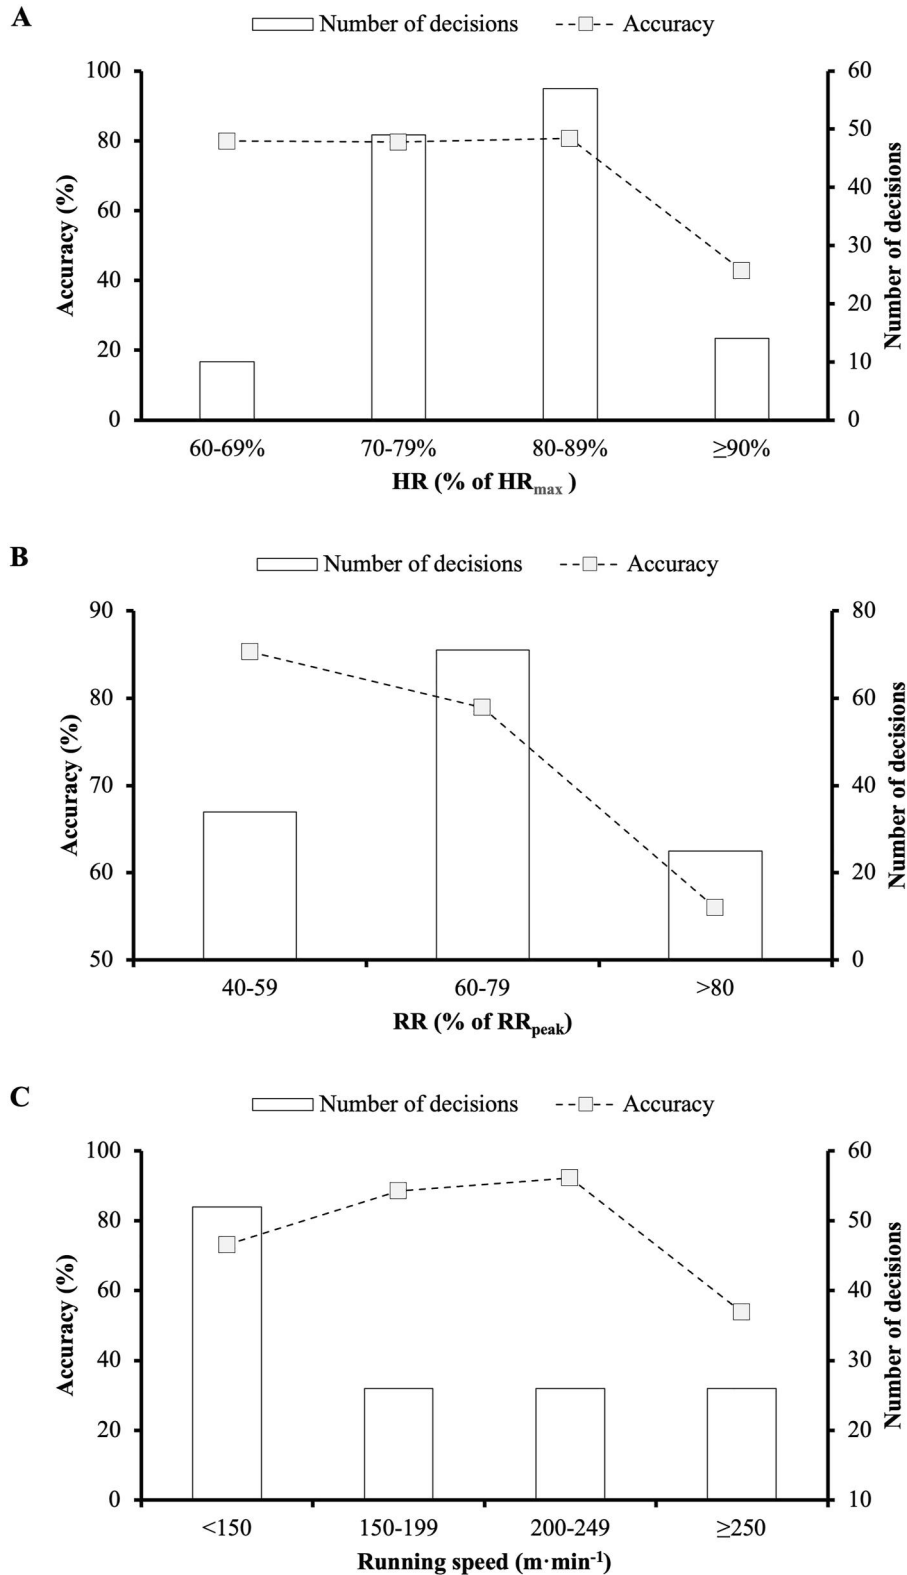 A
Number of decisions Accuracy
100 60
80 50
60 40
40 30
20 20
0 10
0
Accuracy (%)
Number of decisions
60-69% 70-79% 80-89% ≥90%
HR (% of HRmax )
B
Number of decisions Accuracy
90 80
80 60
70 40
60 20
50 0
Accuracy (%)
Number of decisions
40-59 60-79 >80
RR (% of RRpeak)
C
Number of decisions Accuracy
100 60
80 50
60 40
40 30
20 20
0 10
Accuracy (%)
Number of decisions
<150 150-199 200-249 ≥250
Running speed (m·min-1)